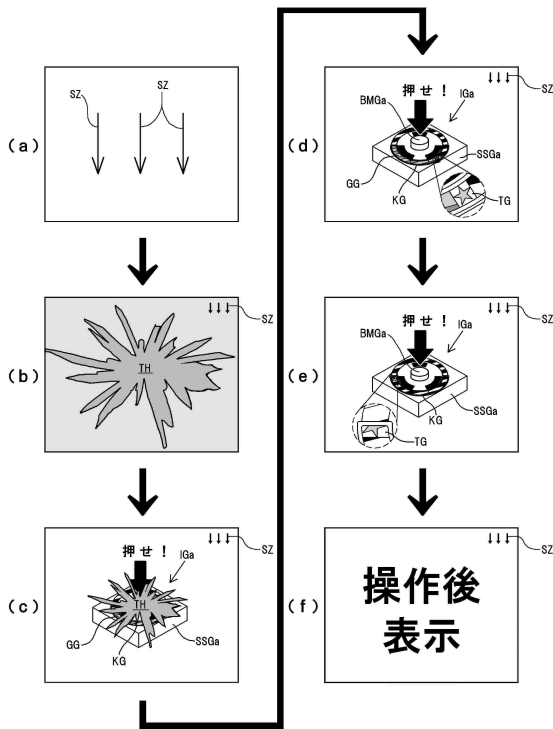 (a)
SZ
SZ
(b)
SZ
TH
(c)
SZ
押せ！
IGa
TH
GG
KG
SSGa
(d)
SZ
押せ！
BMGa
IGa
SSGa
GG
KG
TG
(e)
SZ
押せ！
BMGa
IGa
SSGa
KG
TG
(f)
SZ
操作後
表示